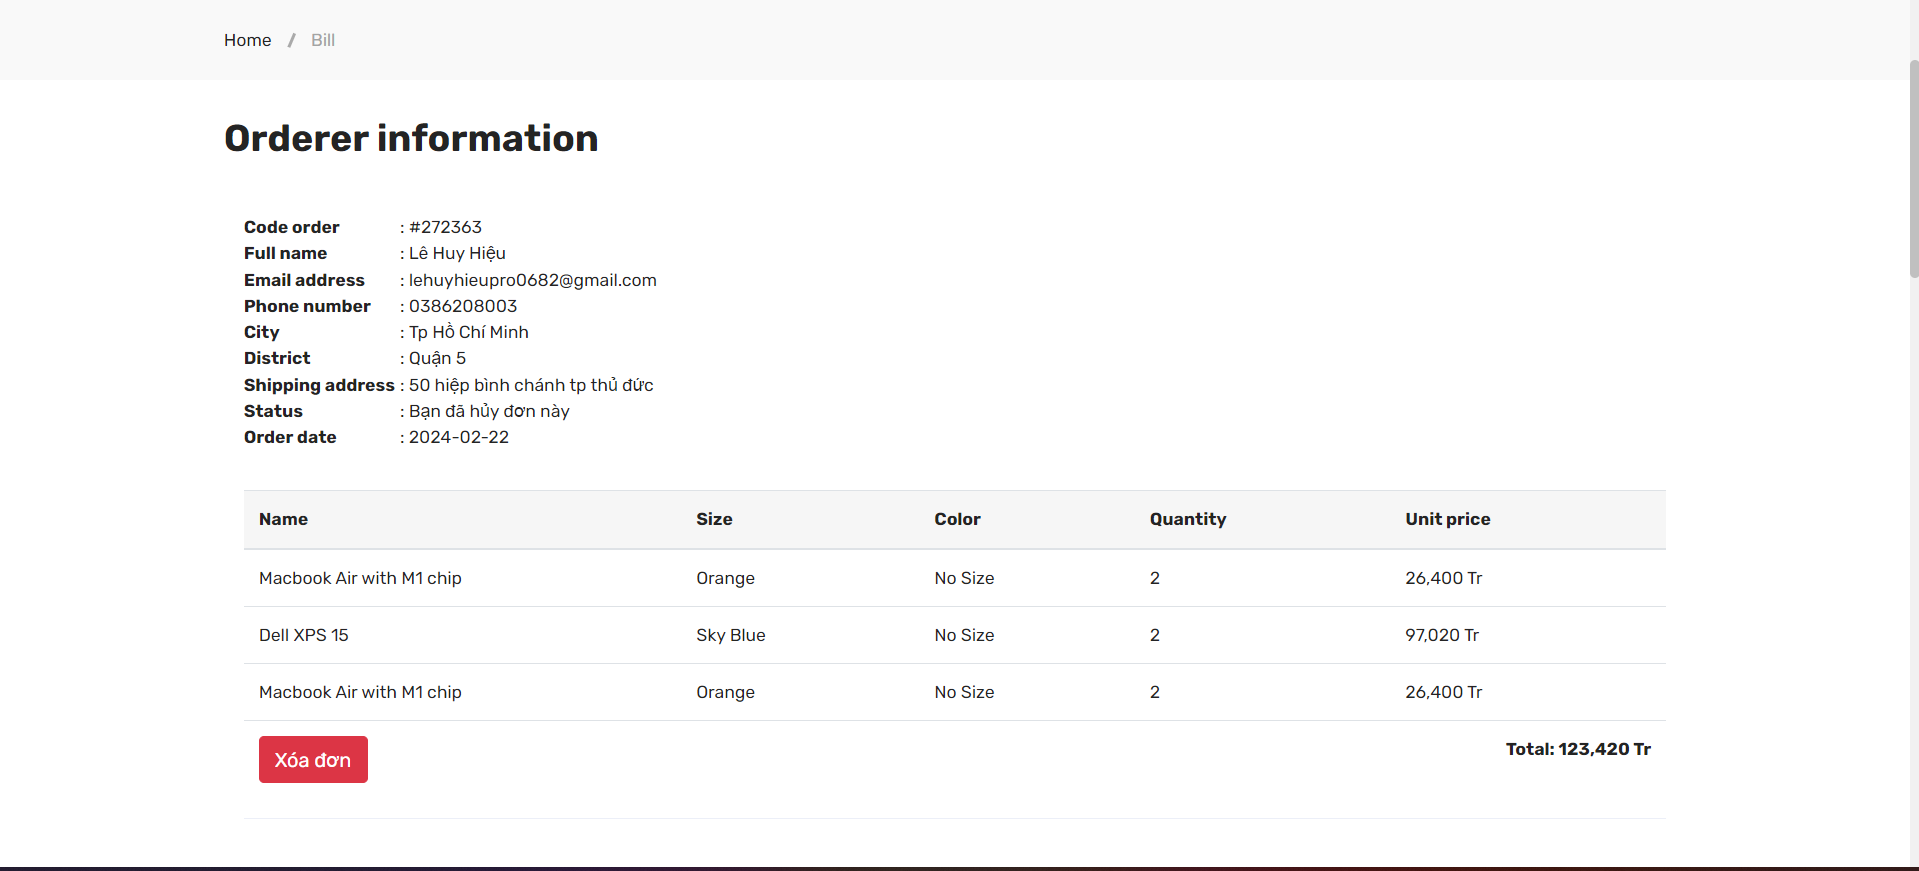 Home / Bill
Orderer information
Code order : #272363
Full name : Lê Huy Hiệu
Email address : lehuyhieupro0682@gmail.com
Phone number : 0386208003
City : Tp Hồ Chí Minh
District : Quận 5
Shipping address : 50 hiệp bình chánh tp thủ đức
Status : Bạn đã hủy đơn này
Order date : 2024-02-22
Name Size Color Quantity Unit price
Macbook Air with M1 chip Orange No Size 2 26,400 Tr
Dell XPS 15 Sky Blue No Size 2 97,020 Tr
Macbook Air with M1 chip Orange No Size 2 26,400 Tr
Xóa đơn Total: 123,420 Tr